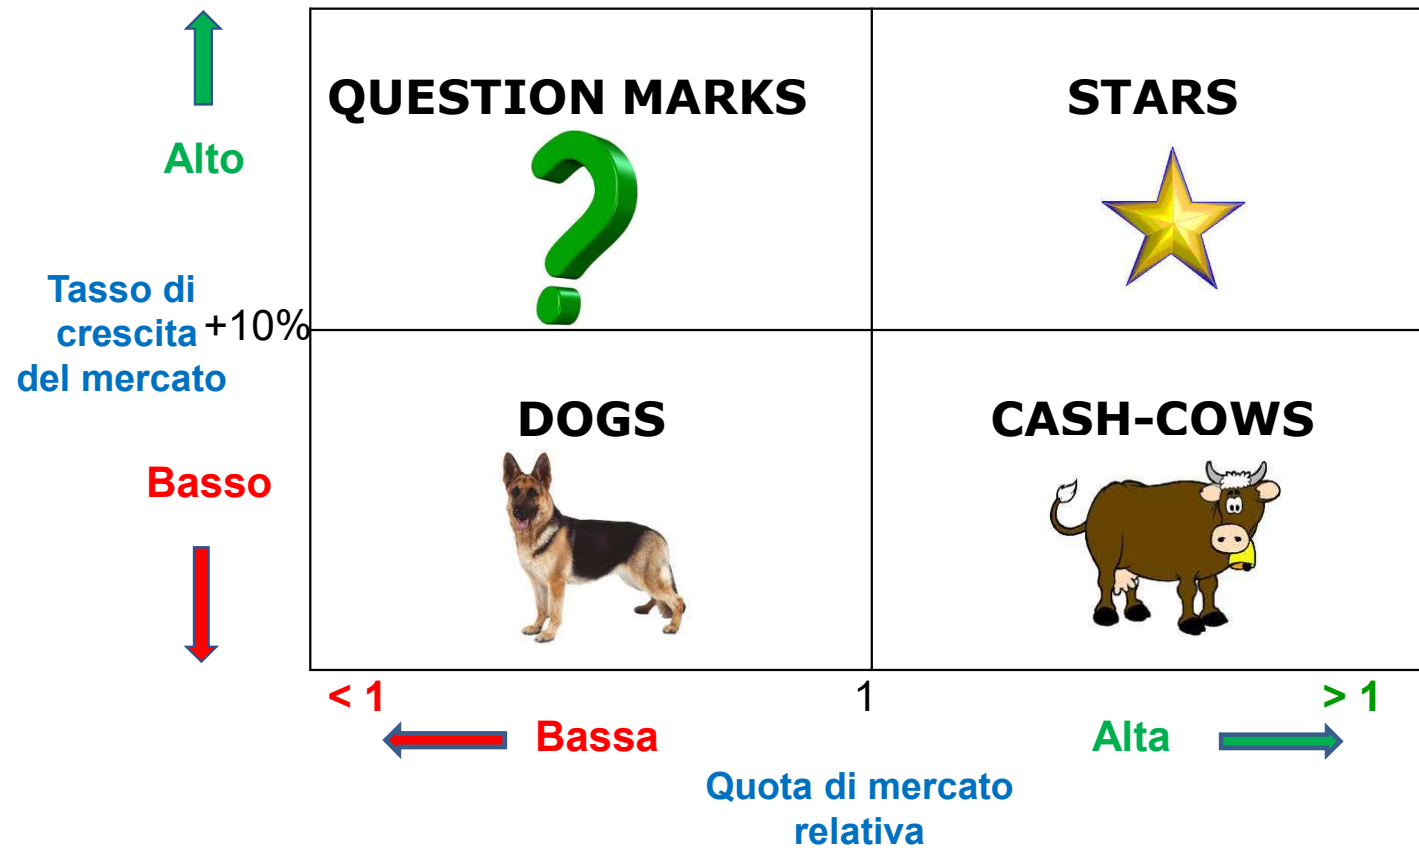 QUESTION MARKS
STARS
Alto
Tasso di
crescita
del mercato
+10%
DOGS
CASH-COWS
Basso
< 1
1
> 1
Bassa
Alta
Quota di mercato
relativa